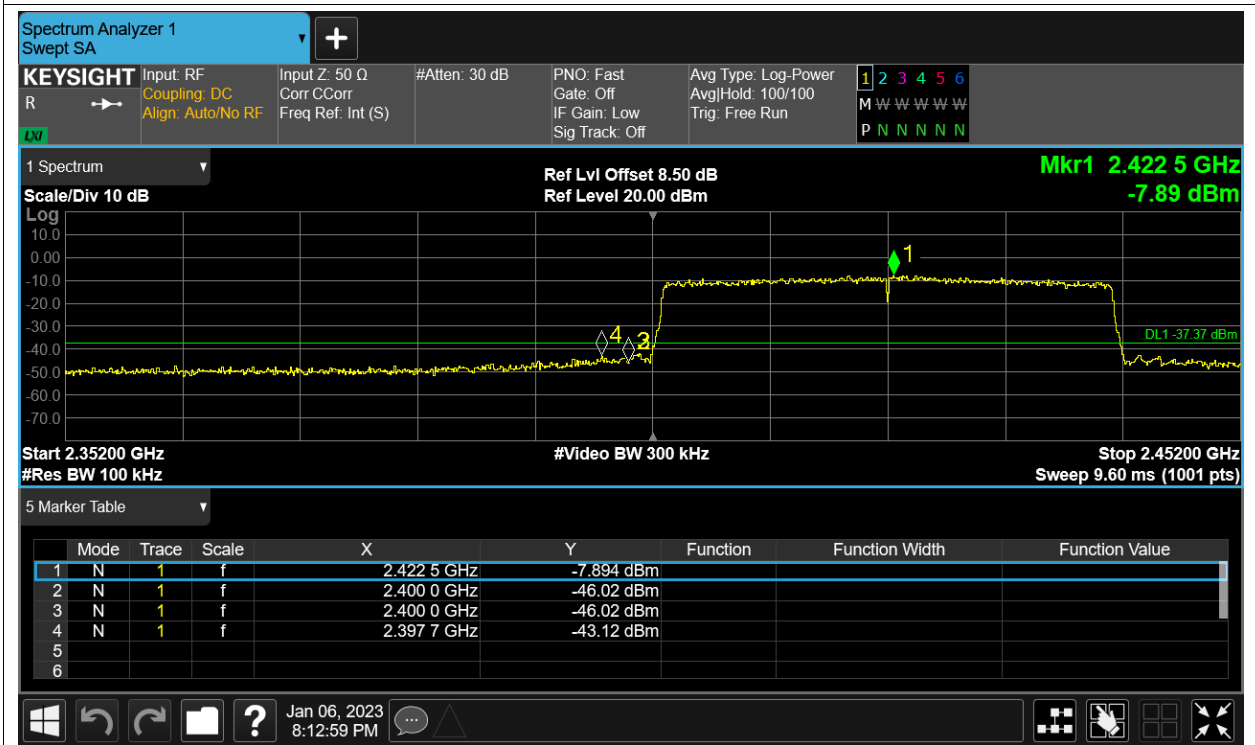 Spectrum Analyzer 1
Swept SA
+
KEYSIGHT Input: RF Input Z: 50 Ω #Atten: 30 dB PNO: Fast Avg Type: Log-Power 1 2 3 4 5 6
R Coupling: DC Corr CCorr Gate: Off Avg|Hold: 100/100 M W W W W W
Align: Auto/No RF Freq Ref: Int (S) IF Gain: Low Trig: Free Run
LXI Sig Track: Off P N N N N N
1 Spectrum Ref Lvl Offset 8.50 dB Mkr1 2.422 5 GHz
Scale/Div 10 dB Ref Level 20.00 dBm -7.89 dBm
Log
10.0
0.00 1
-10.0
-20.0
-30.0 4 DL1 -37.37 dBm
-40.0
-50.0
-60.0
-70.0
Start 2.35200 GHz #Video BW 300 kHz Stop 2.45200 GHz
#Res BW 100 kHz Sweep 9.60 ms (1001 pts)
5 Marker Table
Mode Trace Scale X Y Function Function Width Function Value
1 N 1 f 2.422 5 GHz -7.894 dBm
2 N 1 f 2.400 0 GHz -46.02 dBm
3 N 1 f 2.400 0 GHz -46.02 dBm
4 N 1 f 2.397 7 GHz -43.12 dBm
5
6
? Jan 06, 2023
8:12:59 PM